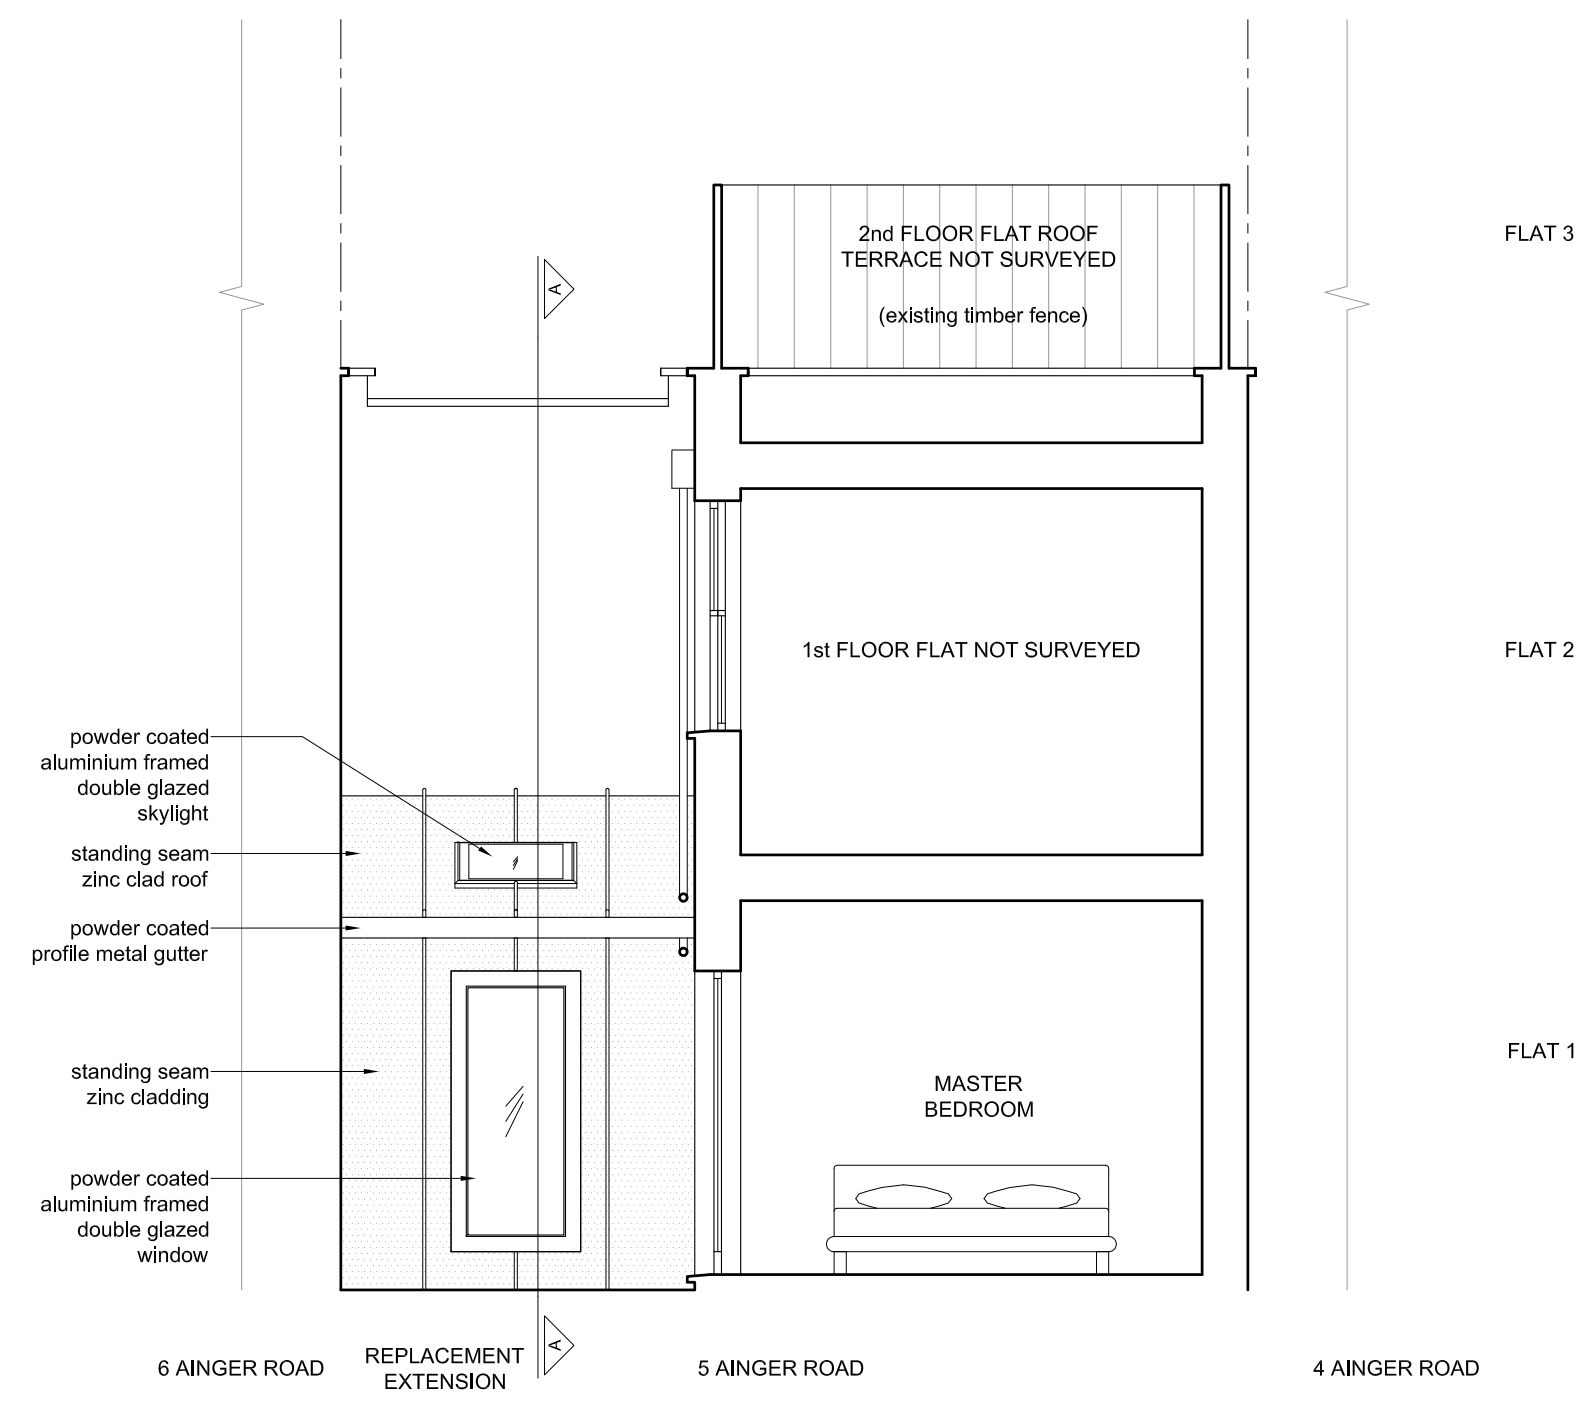 2nd FLOOR FLAT ROOF
TERRACE NOT SURVEYED
(existing timber fence)
FLAT 3
A
1st FLOOR FLAT NOT SURVEYED
FLAT 2
powder coated
aluminium framed
double glazed
skylight
standing seam
zinc clad roof
powder coated
profile metal gutter
standing seam
zinc cladding
powder coated
aluminium framed
double glazed
window
MASTER
BEDROOM
FLAT 1
A
6 AINGER ROAD
REPLACEMENT
EXTENSION
5 AINGER ROAD
4 AINGER ROAD